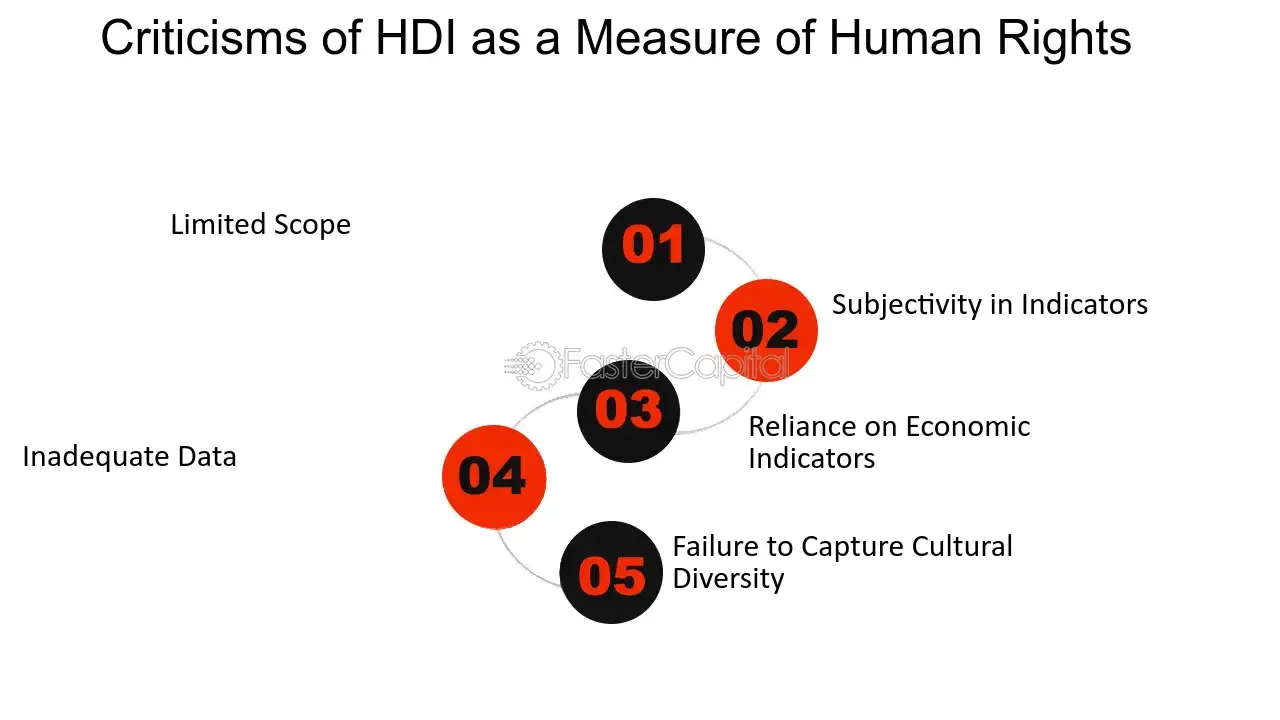 Criticisms of HDI as a Measure of Human Rights
Limited Scope
01
02
Subjectivity in Indicators
FasterCapital
03
Reliance on Economic
Indicators
Inadequate Data
04
05
Failure to Capture Cultural
Diversity